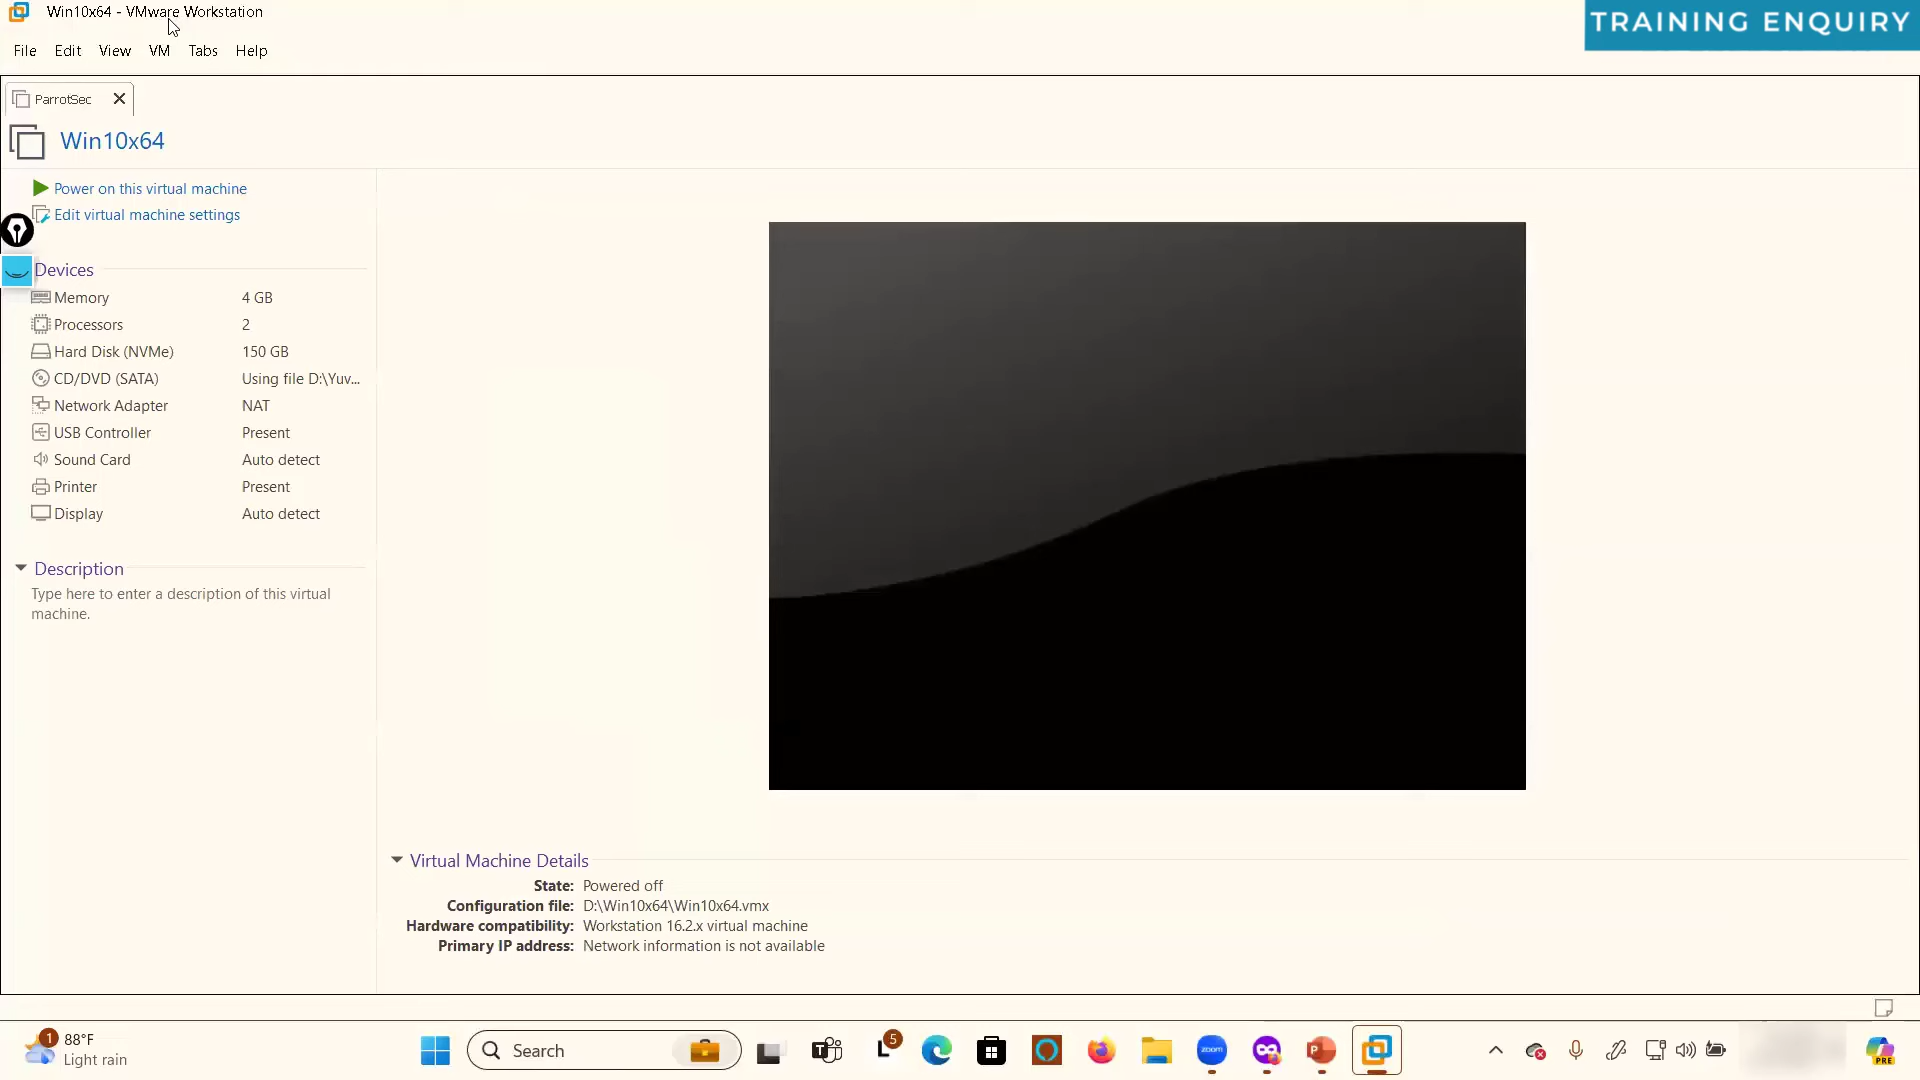 Win10x64 - VMware Workstation
TRAINING ENQUIRY
File Edit View VM Tabs Help
ParrotSec
Win10x64
Power on this virtual machine
Edit virtual machine settings
Devices
Memory 4 GB
Processors 2
Hard Disk (NVMe) 150 GB
CD/DVD (SATA) Using file D:\Yuv...
Network Adapter NAT
USB Controller Present
Sound Card Auto detect
Printer Present
Display Auto detect
Description
Type here to enter a description of this virtual
machine.
Virtual Machine Details
State: Powered off
Configuration file: D:\Win10x64\Win10x64.vmx
Hardware compatibility: Workstation 16.2.x virtual machine
Primary IP address: Network information is not available
1 88°F
Light rain
Search
L 5
zoom
PRE